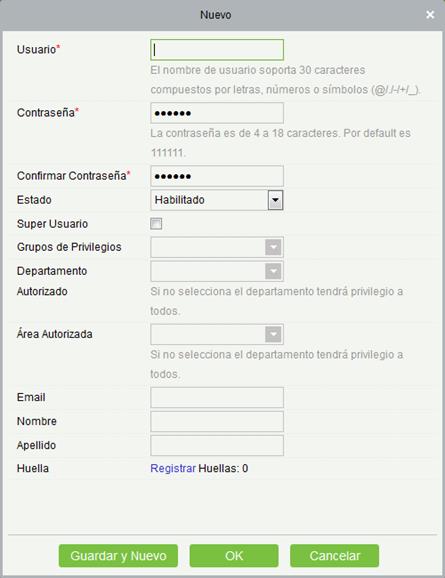 Nuevo
Usuario*
El nombre de usuario soporta 30 caracteres
compuestos por letras, números o símbolos (@/./-/+/_).
Contraseña* ●●●●●●
La contraseña es de 4 a 18 caracteres. Por default es
111111.
Confirmar Contraseña* ●●●●●●
Estado Habilitado
Super Usuario
Grupos de Privilegios
Departamento
Autorizado Si no selecciona el departamento tendrá privilegio a
todos.
Área Autorizada
Si no selecciona el departamento tendrá privilegio a
todos.
Email
Nombre
Apellido
Huella Registrar Huellas: 0
Guardar y Nuevo OK Cancelar